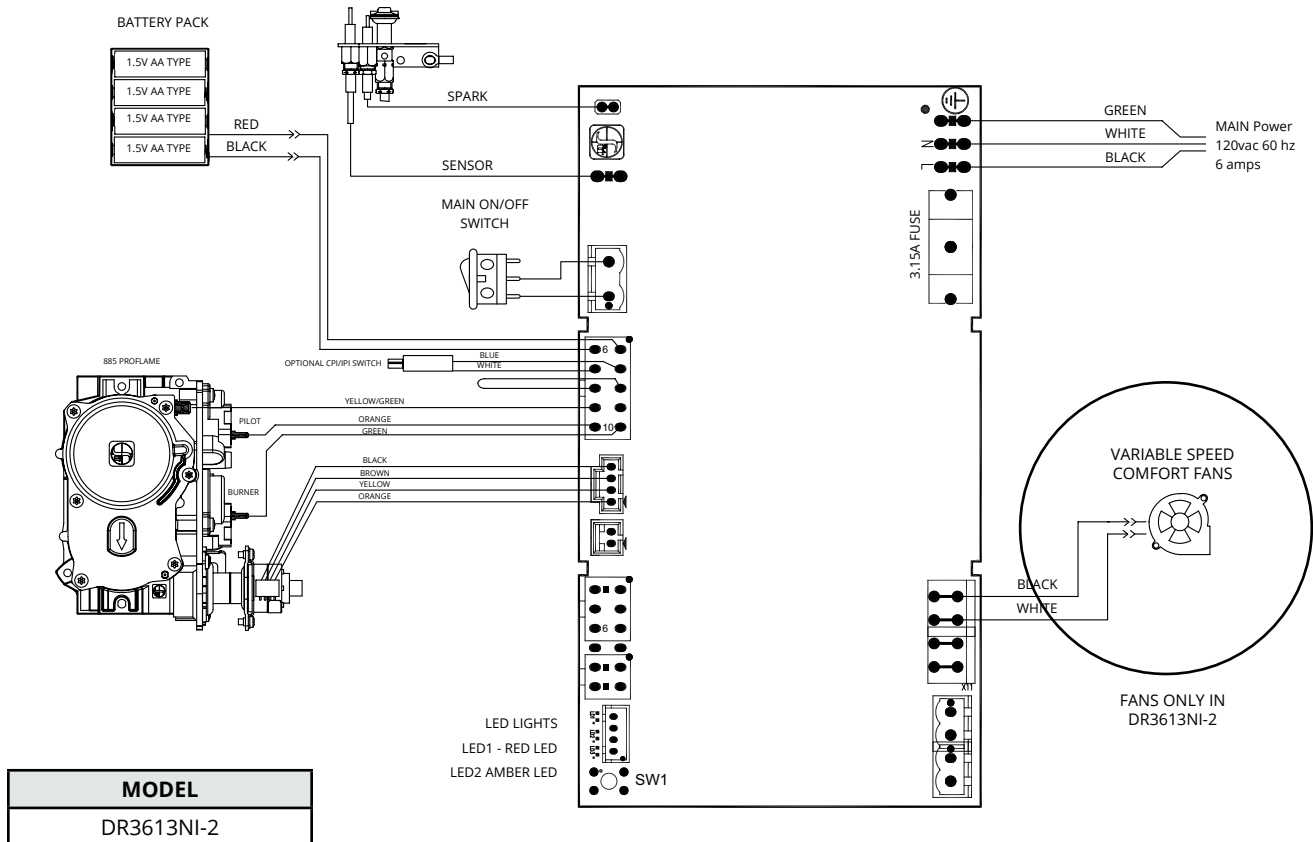 BATTERY PACK
1.5V AA TYPE
1.5V AA TYPE
1.5V AA TYPE
1.5V AA TYPE
RED
BLACK
SPARK
SENSOR
MAIN ON/OFF
SWITCH
GREEN
WHITE
BLACK
MAIN Power
120vac 60 hz
6 amps
N
L
3.15A FUSE
885 PROFLAME
OPTIONAL CPI/IPI SWITCH
BLUE
WHITE
6
YELLOW/GREEN
PILOT
ORANGE
GREEN
10
BLACK
BROWN
YELLOW
ORANGE
BURNER
6
VARIABLE SPEED
COMFORT FANS
BLACK
WHITE
X11
FANS ONLY IN
DR3613NI-2
LED LIGHTS
LED1 - RED LED
LED2 AMBER LED
SW1
MODEL
DR3613NI-2